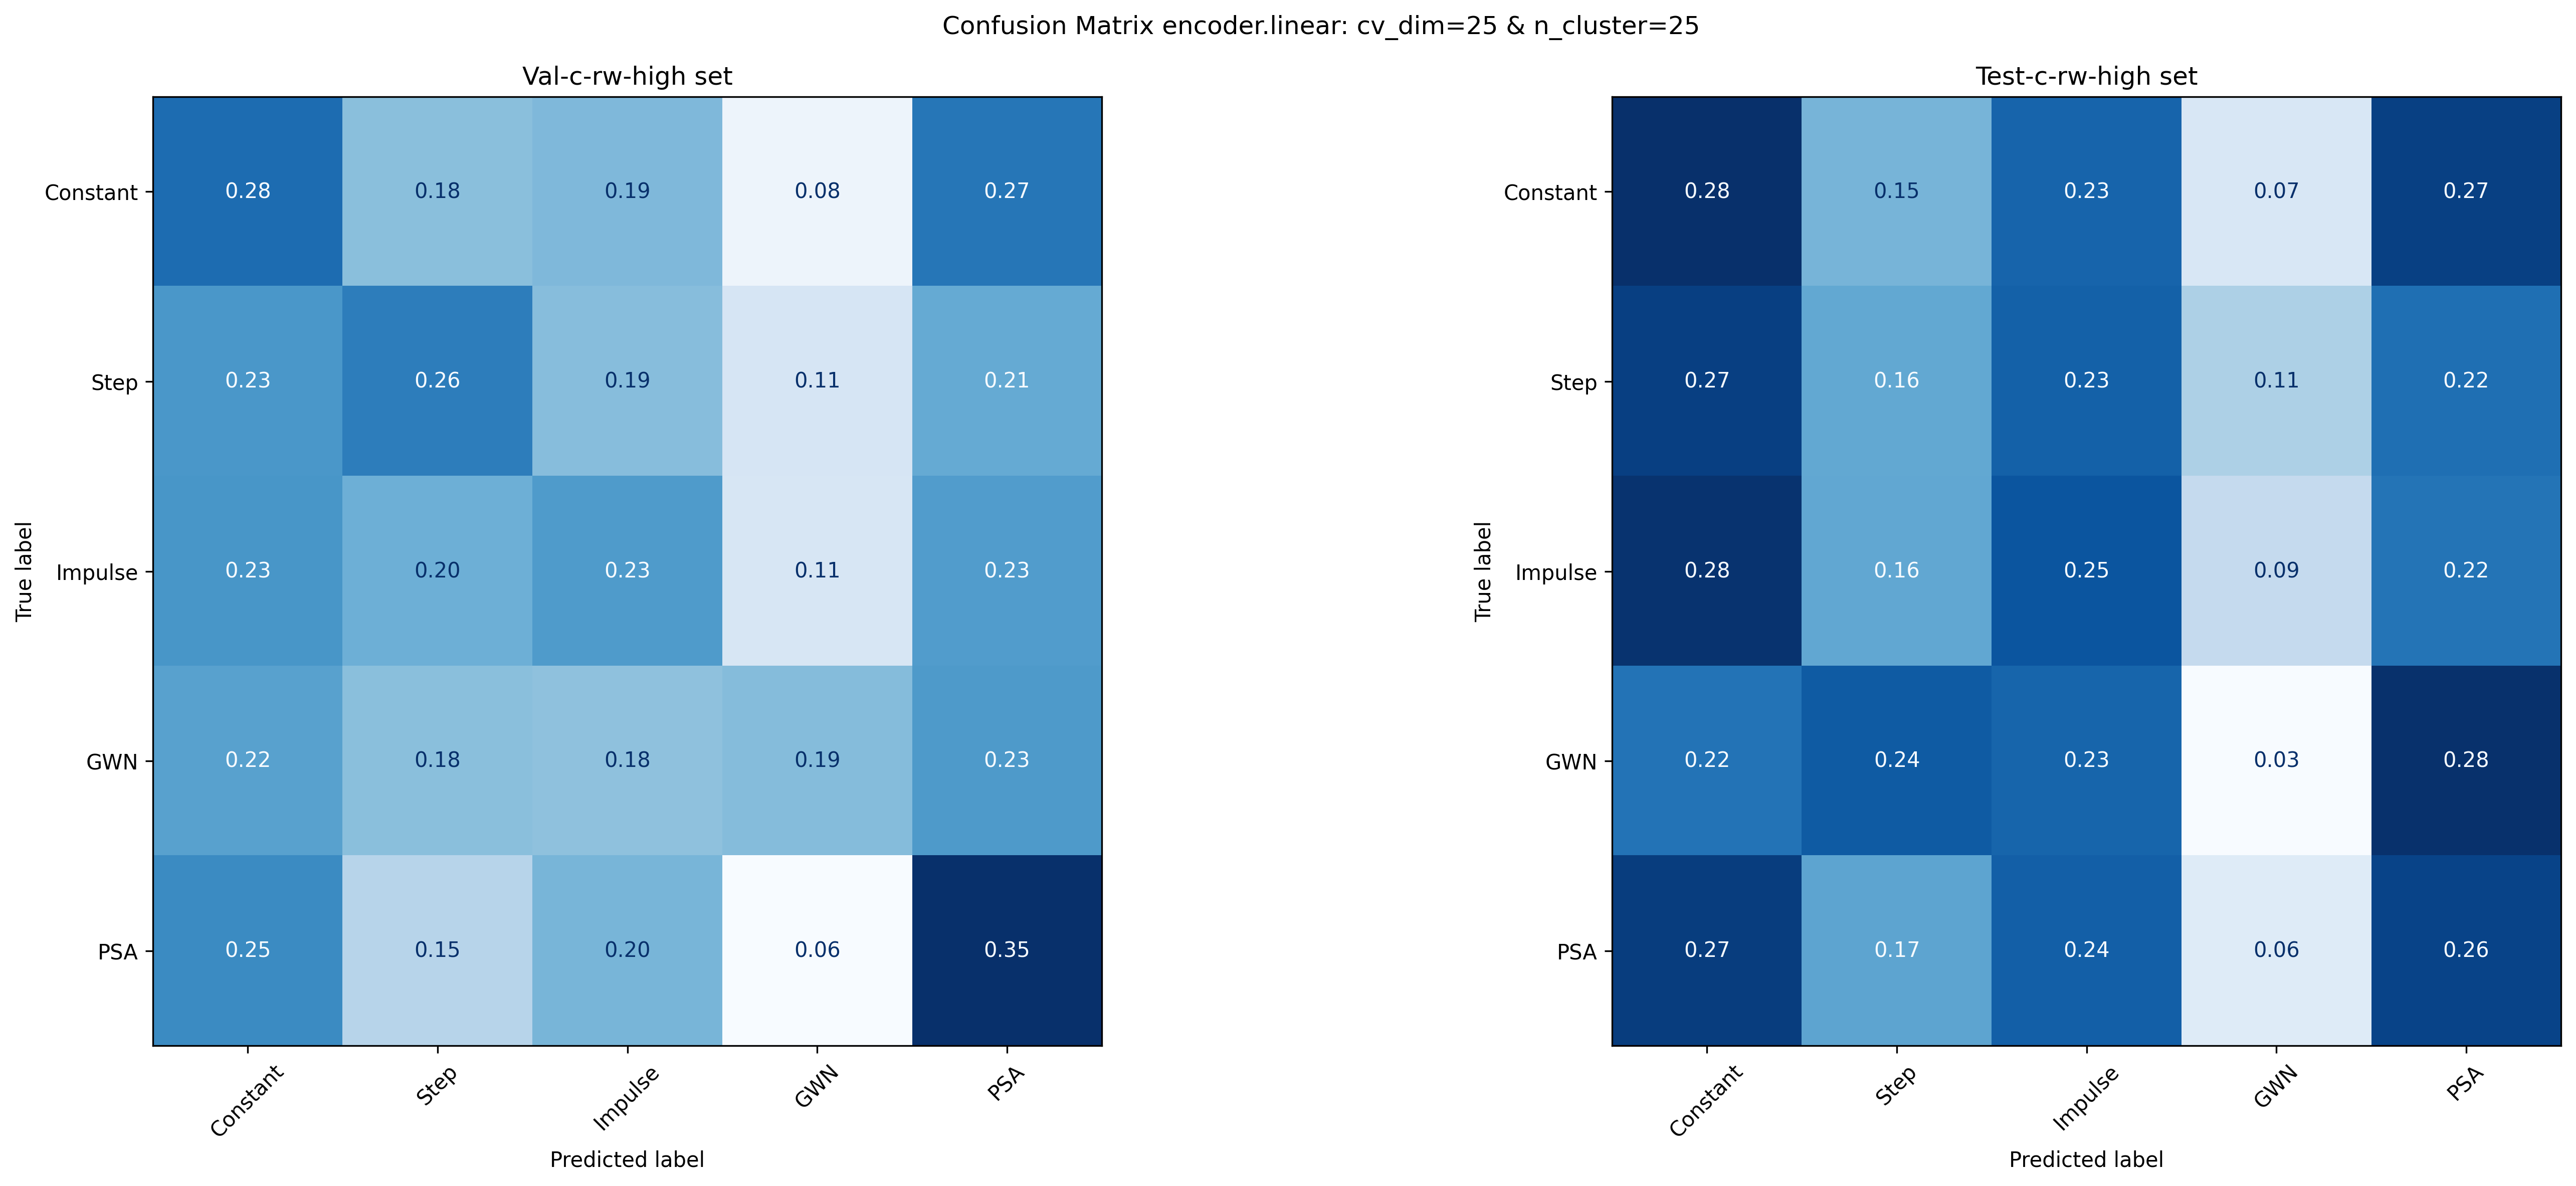 Confusion Matrix encoder.linear: cv_dim=25 & n_cluster=25
Val-c-rw-high set
True label
Constant 0.28 0.18 0.19 0.08 0.27
Step 0.23 0.26 0.19 0.11 0.21
Impulse 0.23 0.20 0.23 0.11 0.23
GWN 0.22 0.18 0.18 0.19 0.23
PSA 0.25 0.15 0.20 0.06 0.35
Constant Step Impulse GWN PSA
Predicted label
Test-c-rw-high set
True label
Constant 0.28 0.15 0.23 0.07 0.27
Step 0.27 0.16 0.23 0.11 0.22
Impulse 0.28 0.16 0.25 0.09 0.22
GWN 0.22 0.24 0.23 0.03 0.28
PSA 0.27 0.17 0.24 0.06 0.26
Constant Step Impulse GWN PSA
Predicted label